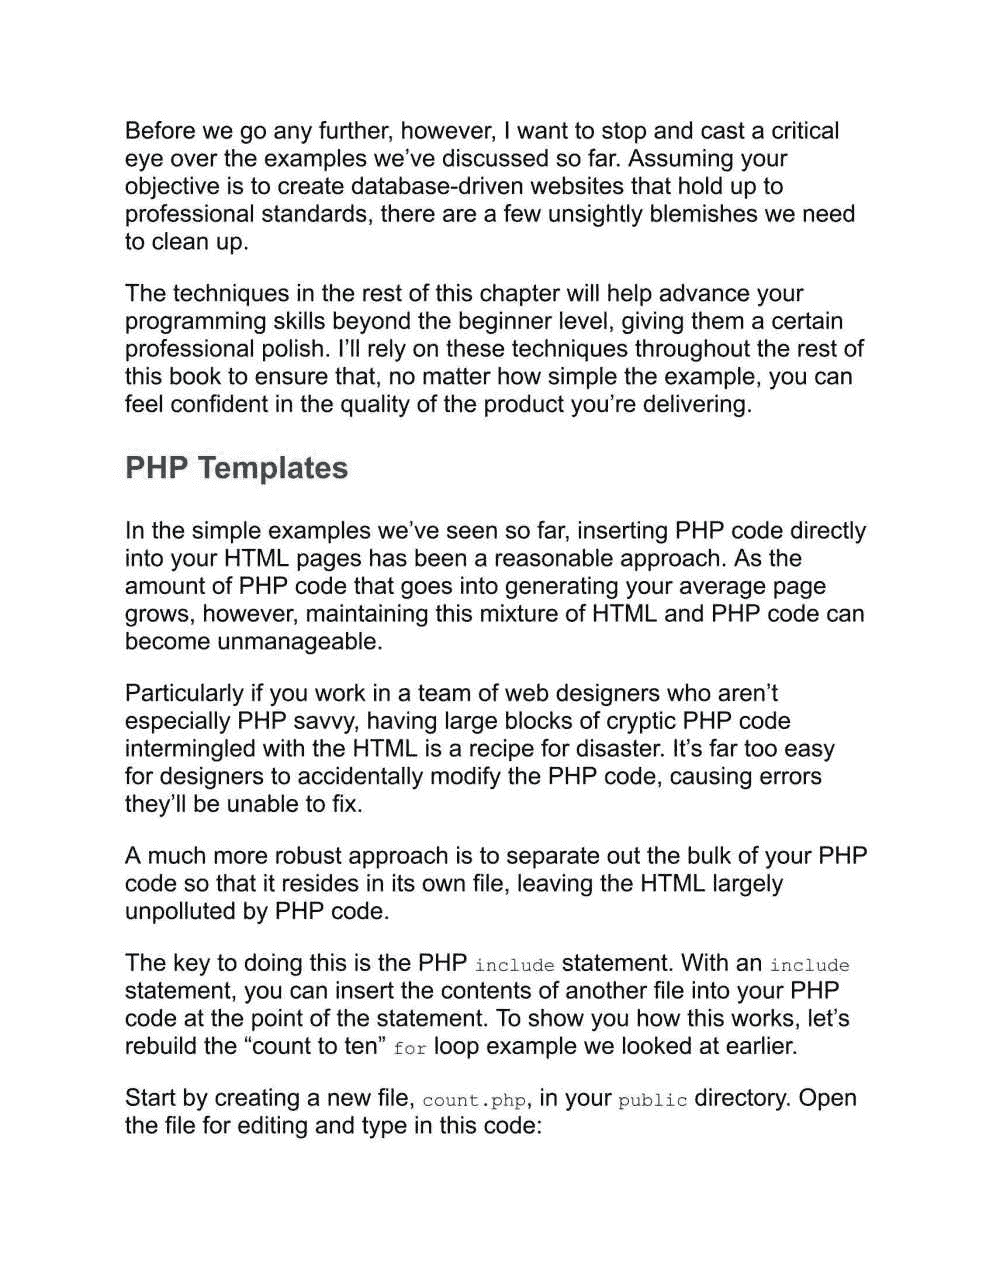 Before we go any further, however, I want to stop and cast a critical
eye over the examples we’ve discussed so far. Assuming your
objective is to create database-driven websites that hold up to
professional standards, there are a few unsightly blemishes we need
to clean up.
The techniques in the rest of this chapter will help advance your
programming skills beyond the beginner level, giving them a certain
professional polish. I’ll rely on these techniques throughout the rest of
this book to ensure that, no matter how simple the example, you can
feel confident in the quality of the product you’re delivering.
PHP Templates
In the simple examples we’ve seen so far, inserting PHP code directly
into your HTML pages has been a reasonable approach. As the
amount of PHP code that goes into generating your average page
grows, however, maintaining this mixture of HTML and PHP code can
become unmanageable.
Particularly if you work in a team of web designers who aren’t
especially PHP savvy, having large blocks of cryptic PHP code
intermingled with the HTML is a recipe for disaster. It’s far too easy
for designers to accidentally modify the PHP code, causing errors
they’ll be unable to fix.
A much more robust approach is to separate out the bulk of your PHP
code so that it resides in its own file, leaving the HTML largely
unpolluted by PHP code.
The key to doing this is the PHP include statement. With an include
statement, you can insert the contents of another file into your PHP
code at the point of the statement. To show you how this works, let’s
rebuild the “count to ten” for loop example we looked at earlier.
Start by creating a new file, count.php, in your public directory. Open
the file for editing and type in this code: